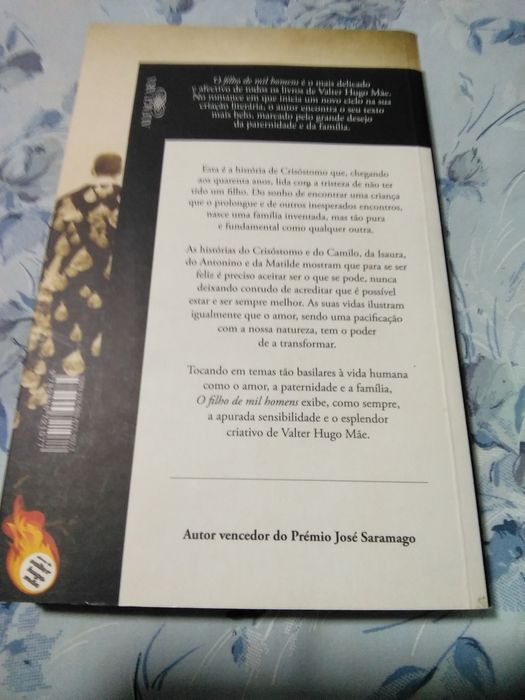 O filho de mil homens é o mais delicado
e afectivo de todos os livros de Valter Hugo Mãe.
No romance em que inicia um novo ciclo na sua
criação literária, o autor encontra o seu texto
mais belo, marcado pelo grande desejo
da paternidade e da família.
ALFAGUARA
Esta é a história de Crisóstomo que, chegando
aos quarenta anos, lida com a tristeza de não ter
tido um filho. Do sonho de encontrar uma criança
que o prolongue e de outros inesperados encontros,
nasce uma família inventada, mas tão pura
e fundamental como qualquer outra.
As histórias do Crisóstomo e do Camilo, da Isaura,
do Antonino e da Matilde mostram que para se ser
feliz é preciso aceitar ser o que se pode, nunca
deixando contudo de acreditar que é possível
estar e ser sempre melhor. As suas vidas ilustram
igualmente que o amor, sendo uma pacificação
com a nossa natureza, tem o poder
de a transformar.
Tocando em temas tão basilares à vida humana
como o amor, a paternidade e a família,
O filho de mil homens exibe, como sempre,
a apurada sensibilidade e o esplendor
criativo de Valter Hugo Mãe.
Autor vencedor do Prémio José Saramago